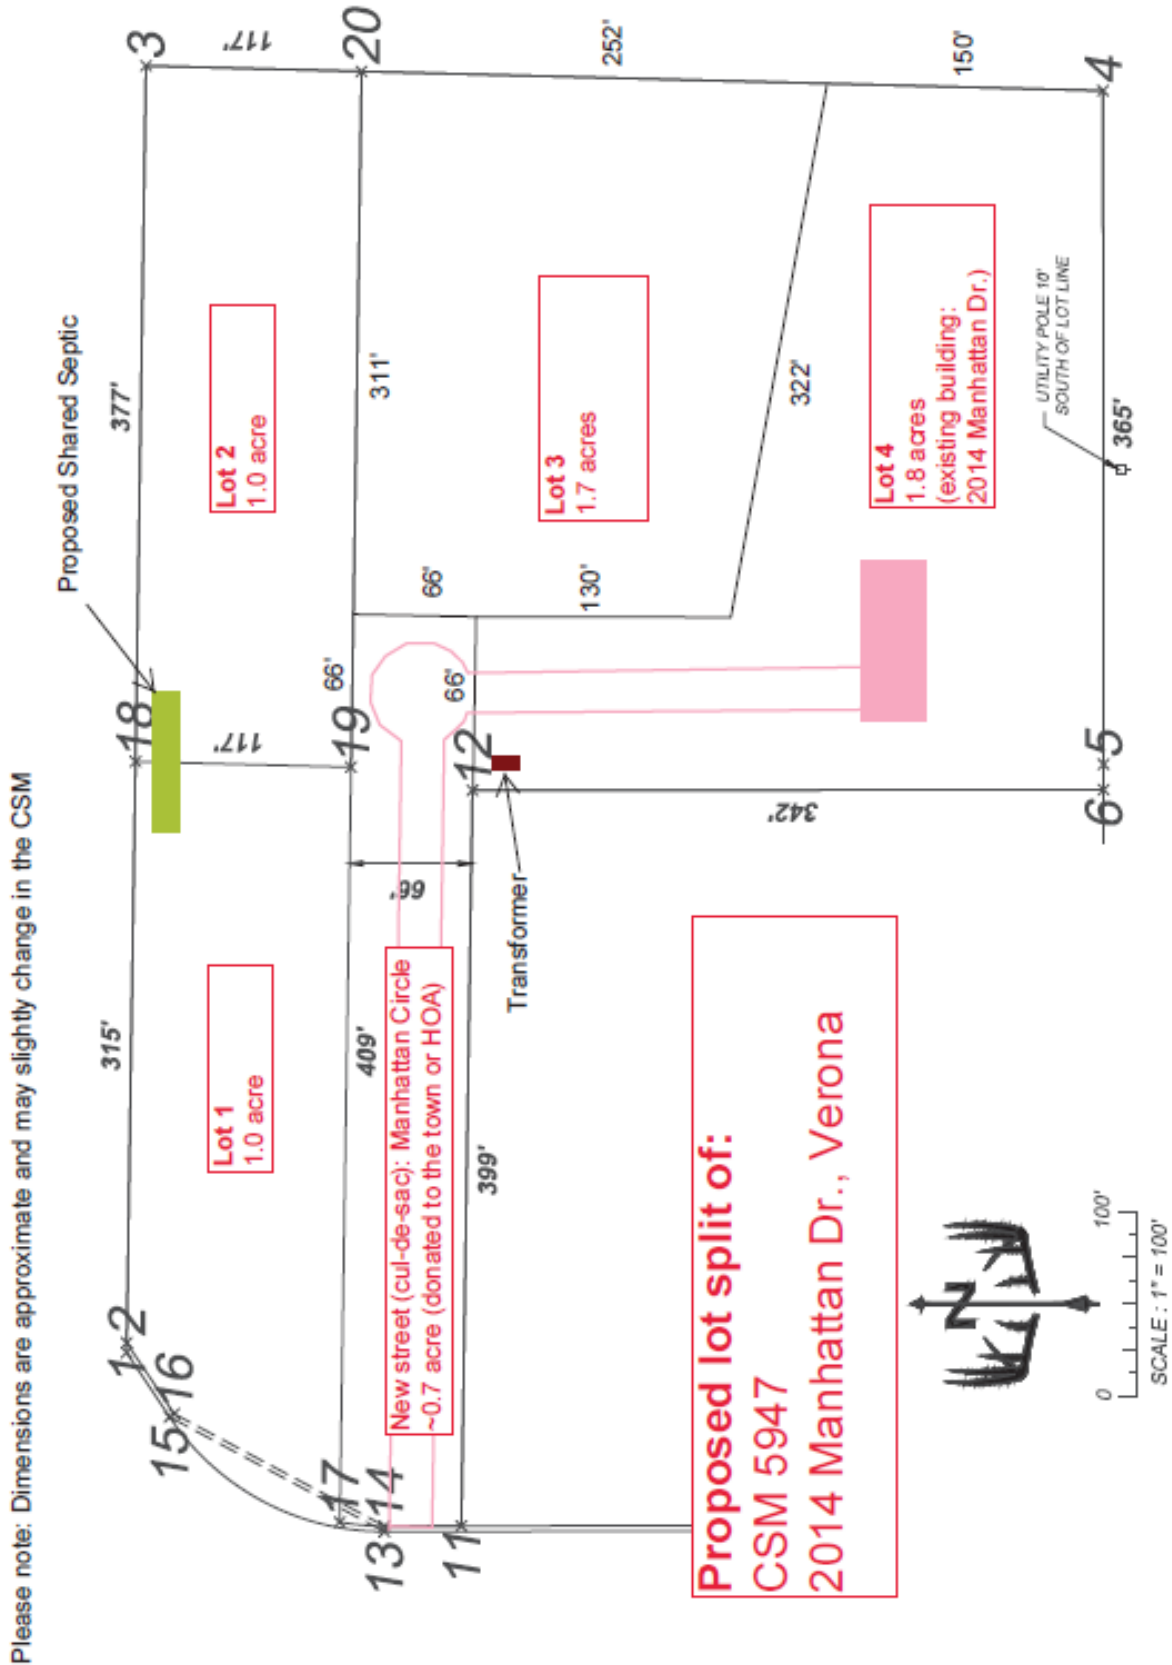 Please note: Dimensions are approximate and may slightly change in the CSM
Proposed Shared Septic
315'
377'
1
2
18
3
15
16
Lot 1
1.0 acre
117'
Lot 2
1.0 acre
117'
17
409'
19
66'
311'
20
13
14
New street (cul-de-sac): Manhattan Circle
~0.7 acre (donated to the town or HOA)
66'
66'
66'
11
399'
12
Transformer
130'
Lot 3
1.7 acres
252'
342'
322'
Proposed lot split of:
CSM 5947
2014 Manhattan Dr., Verona
Lot 4
1.8 acres
(existing building:
2014 Manhattan Dr.)
150'
UTILITY POLE 10'
SOUTH OF LOT LINE
6
5
365'
4
N
0
100'
SCALE : 1" = 100'